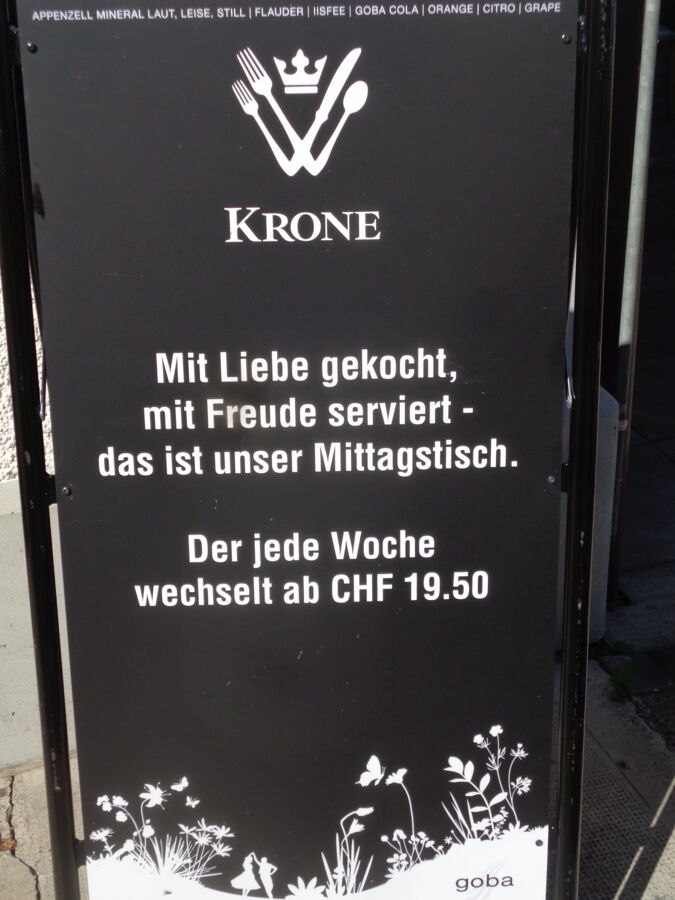 APPENZELL MINERAL LAUT, LEISE, STILL | FLAUDER | IISFEE | GOBA COLA | ORANGE | CITRO | GRAPE
KRONE
Mit Liebe gekocht,
mit Freude serviert -
das ist unser Mittagstisch.
Der jede Woche
wechselt ab CHF 19.50
goba